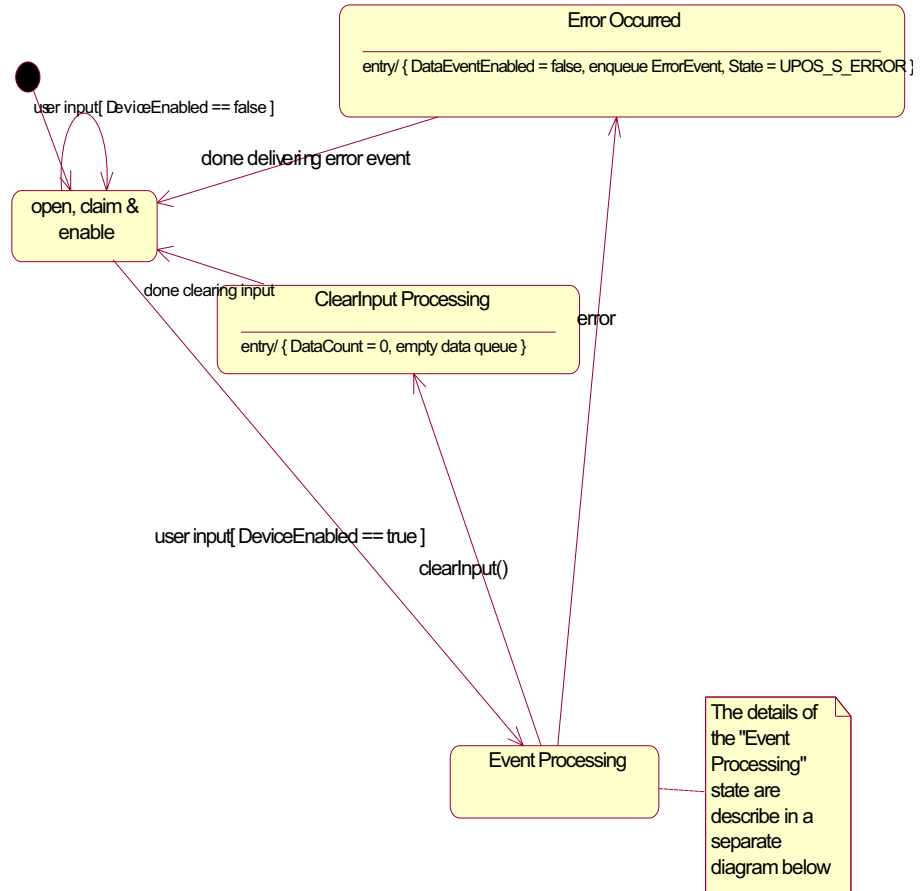 Error Occurred
entry/ { DataEventEnabled = false, enqueue ErrorEvent, State = UPOS_S_ERROR }
user input[ DeviceEnabled == false ]
done delivering error event
open, claim &
enable
done clearing input
ClearInput Processing
entry/ { DataCount = 0, empty data queue }
error
user input[ DeviceEnabled == true ]
clearInput()
Event Processing
The details of
the "Event
Processing"
state are
describe in a
separate
diagram below